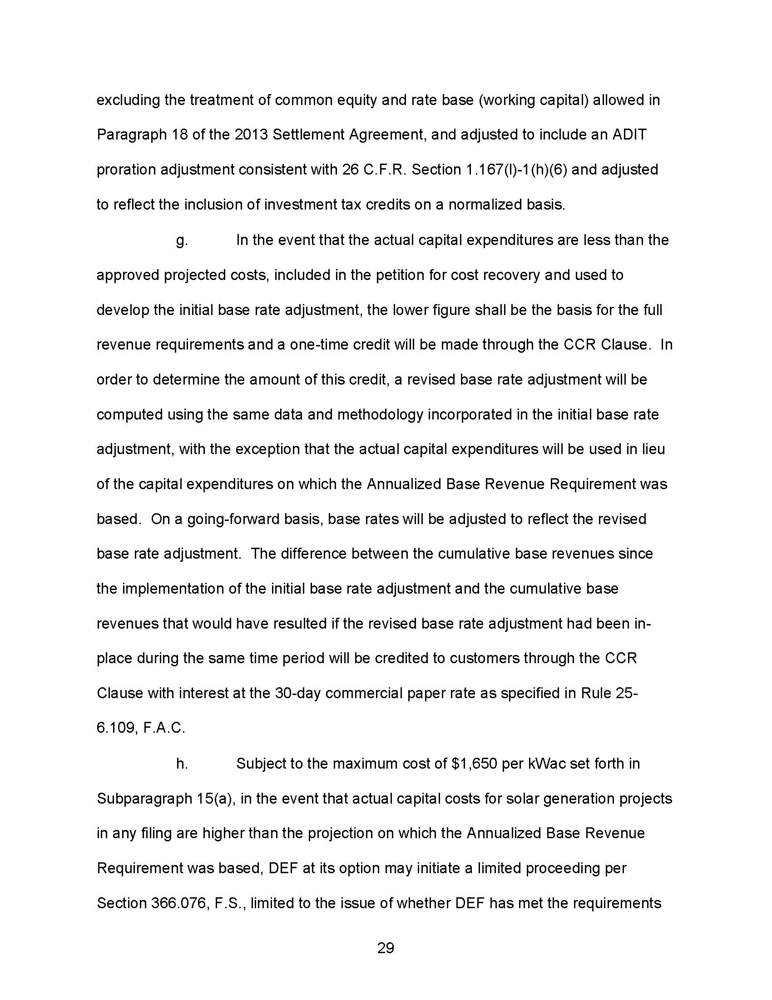 excluding the treatment of common equity and rate base (working capital) allowed in
Paragraph 18 of the 2013 Settlement Agreement, and adjusted to include an ADIT
proration adjustment consistent with 26 C.F.R. Section 1.167(l)-1(h)(6) and adjusted
to reflect the inclusion of investment tax credits on a normalized basis.
g. In the event that the actual capital expenditures are less than the
approved projected costs, included in the petition for cost recovery and used to
develop the initial base rate adjustment, the lower figure shall be the basis for the full
revenue requirements and a one-time credit will be made through the CCR Clause.  In
order to determine the amount of this credit, a revised base rate adjustment will be
computed using the same data and methodology incorporated in the initial base rate
adjustment, with the exception that the actual capital expenditures will be used in lieu
of the capital expenditures on which the Annualized Base Revenue Requirement was
based.  On a going-forward basis, base rates will be adjusted to reflect the revised
base rate adjustment.  The difference between the cumulative base revenues since
the implementation of the initial base rate adjustment and the cumulative base
revenues that would have resulted if the revised base rate adjustment had been in-
place during the same time period will be credited to customers through the CCR
Clause with interest at the 30-day commercial paper rate as specified in Rule 25-
6.109, F.A.C.
h. Subject to the maximum cost of $1,650 per kWac set forth in
Subparagraph 15(a), in the event that actual capital costs for solar generation projects
in any filing are higher than the projection on which the Annualized Base Revenue
Requirement was based, DEF at its option may initiate a limited proceeding per
Section 366.076, F.S., limited to the issue of whether DEF has met the requirements
29